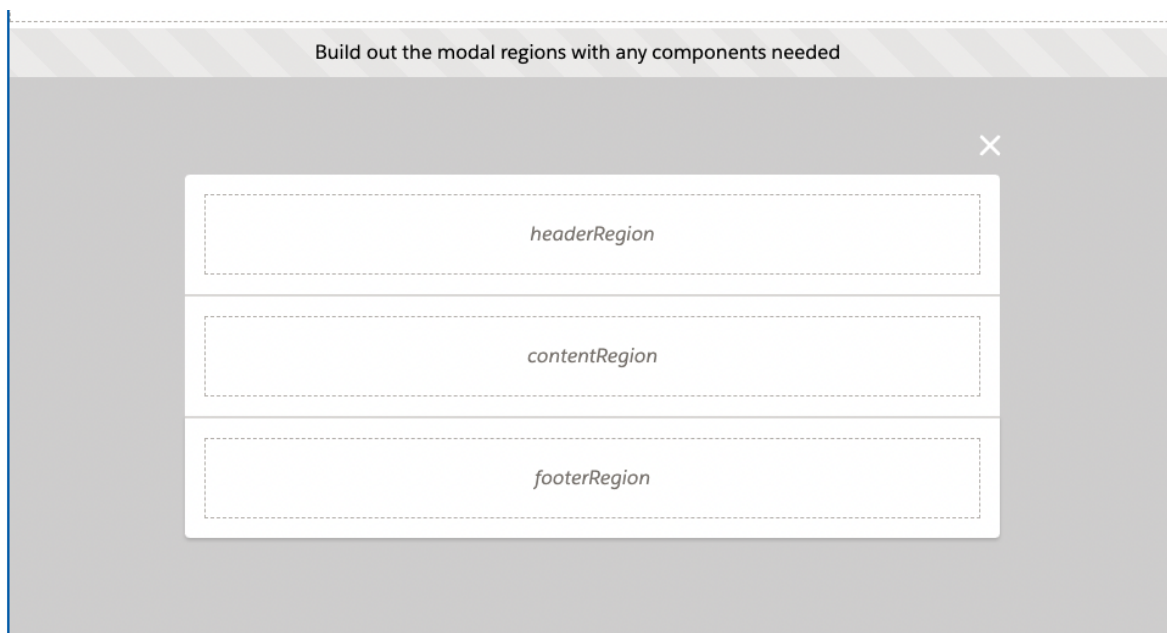 Build out the modal regions with any components needed
headerRegion
contentRegion
footerRegion